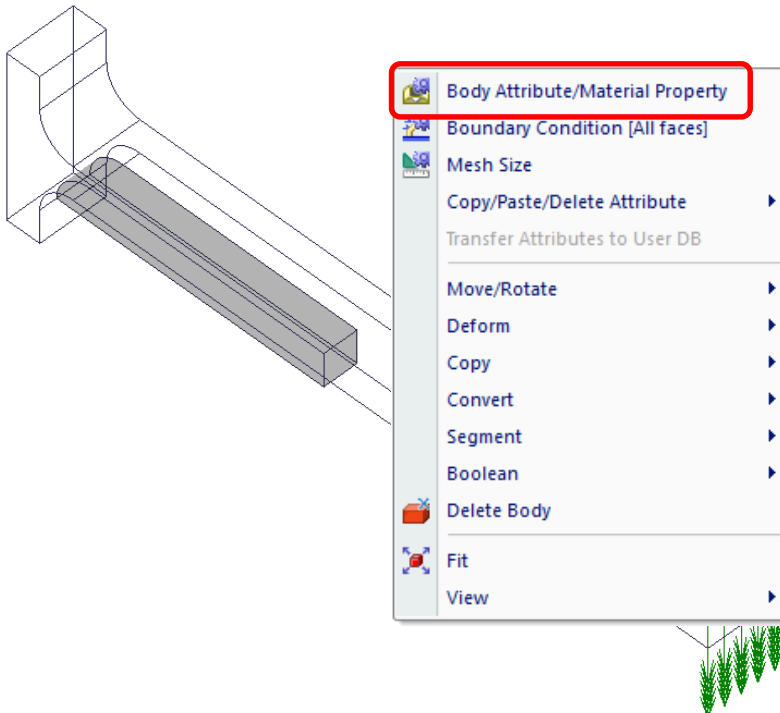 Body Attribute/Material Property
Boundary Condition [All faces]
Mesh Size
Copy/Paste/Delete Attribute
Transfer Attributes to User DB
Move/Rotate
Deform
Copy
Convert
Segment
Boolean
Delete Body
Fit
View